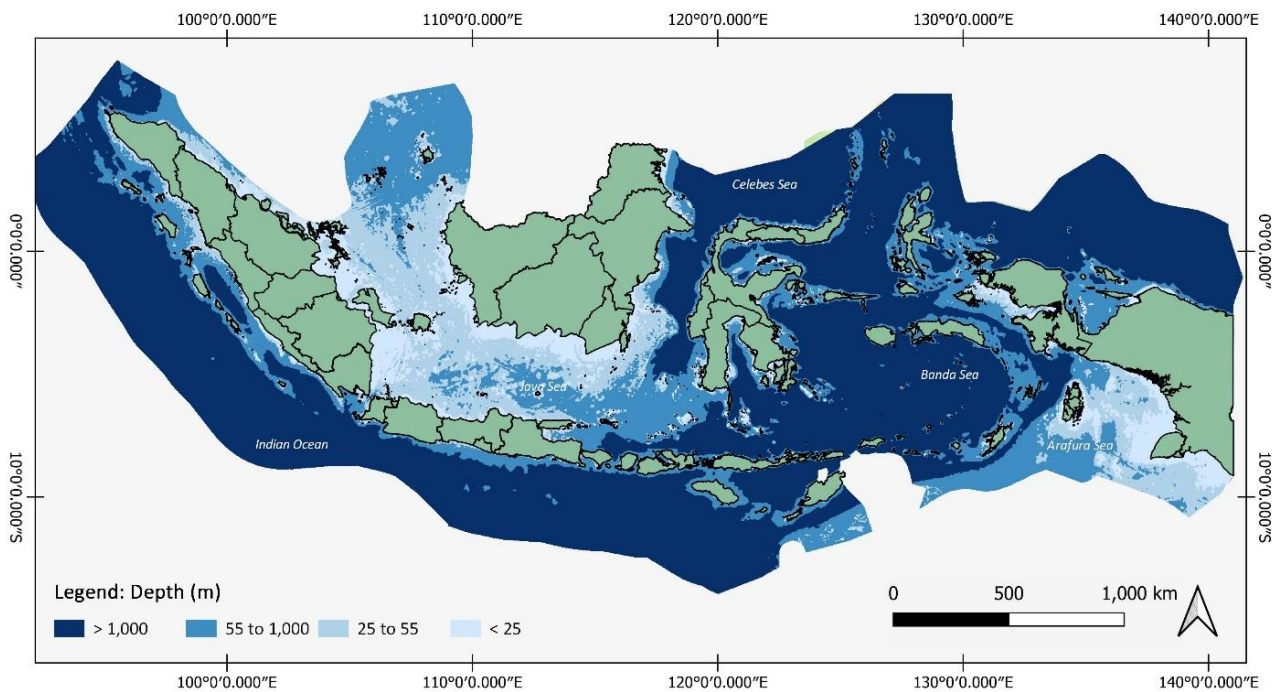 100°0'0.000"E 110°0'0.000"E 120°0'0.000"E 130°0'0.000"E 140°0'0.000"E
Celebes Sea
0°0'0.000" 0°0'0.000"
Java Sea
Banda Sea
Indian Ocean
Arafura Sea
10°0'0.000"S 10°0'0.000"S
Legend: Depth (m)
> 1,000 55 to 1,000 25 to 55 < 25
0 500 1,000 km
100°0'0.000"E 110°0'0.000"E 120°0'0.000"E 130°0'0.000"E 140°0'0.000"E